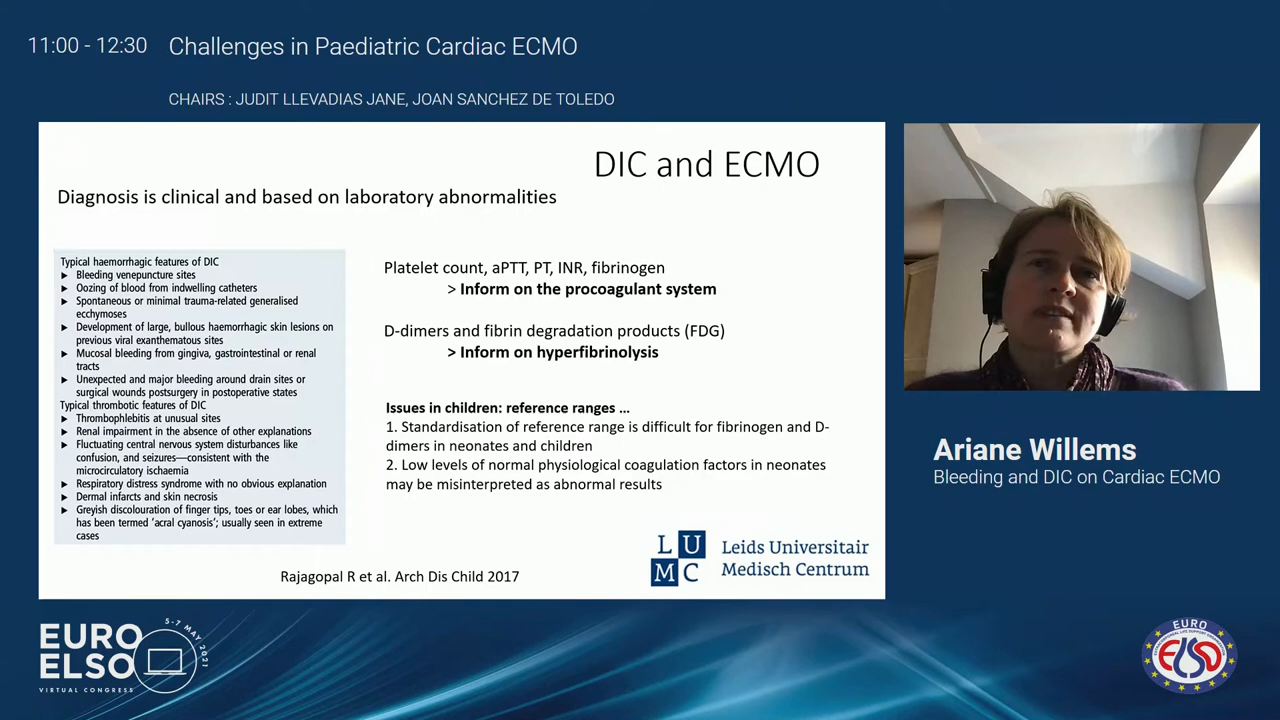 11:00 - 12:30 Challenges in Paediatric Cardiac ECMO
CHAIRS : JUDIT LLEVADIAS JANE, JOAN SANCHEZ DE TOLEDO
DIC and ECMO
Diagnosis is clinical and based on laboratory abnormalities
Typical haemorrhagic features of DIC
▶ Bleeding venepuncture sites
▶ Oozing of blood from indwelling catheters
▶ Spontaneous or minimal trauma-related generalised
ecchymoses
▶ Development of large, bullous haemorrhagic skin lesions on
previous viral exanthematous sites
▶ Mucosal bleeding from gingiva, gastrointestinal or renal
tracts
▶ Unexpected and major bleeding around drain sites or
surgical wounds postsurgery in postoperative states
Typical thrombotic features of DIC
▶ Thrombophlebitis at unusual sites
▶ Renal impairment in the absence of other explanations
▶ Fluctuating central nervous system disturbances like
confusion, and seizures—consistent with the
microcirculatory ischaemia
▶ Respiratory distress syndrome with no obvious explanation
▶ Dermal infarcts and skin necrosis
▶ Greyish discolouration of finger tips, toes or ear lobes, which
has been termed 'acral cyanosis'; usually seen in extreme
cases
Platelet count, aPTT, PT, INR, fibrinogen
> Inform on the procoagulant system
D-dimers and fibrin degradation products (FDG)
> Inform on hyperfibrinolysis
Issues in children: reference ranges ...
1. Standardisation of reference range is difficult for fibrinogen and D-
dimers in neonates and children
2. Low levels of normal physiological coagulation factors in neonates
may be misinterpreted as abnormal results
Rajagopal R et al. Arch Dis Child 2017
L U
M C
Leids Universitair
Medisch Centrum
Ariane Willems
Bleeding and DIC on Cardiac ECMO
EURO
ELSO
VIRTUAL CONGRESS
5-7 MAY 2021
EURO
ELSO